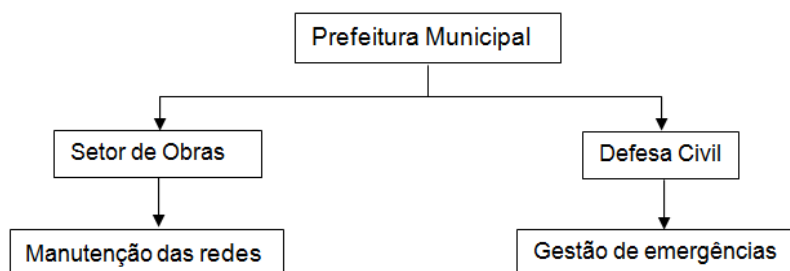 Prefeitura Municipal
Setor de Obras
Defesa Civil
Manutenção das redes
Gestão de emergências